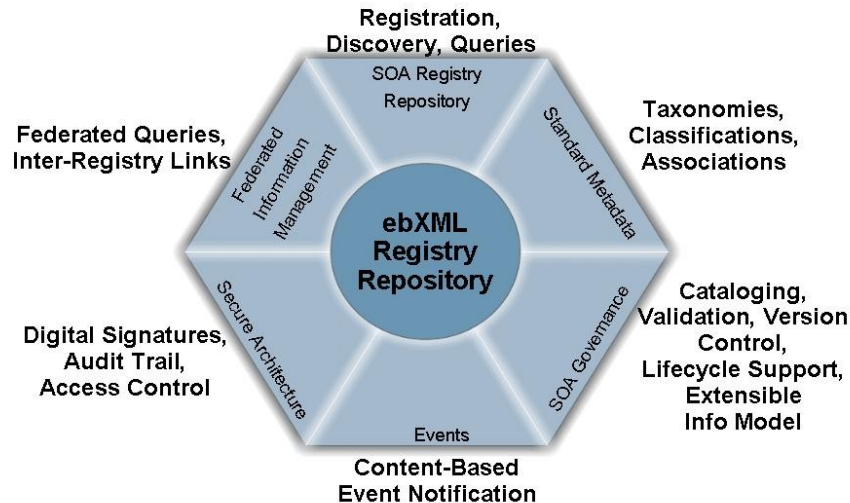 Registration,
Discovery, Queries
SOA Registry
Repository
Federated Queries,
Inter-Registry Links
Federated
Information
Management
Taxonomies,
Classifications,
Associations
Standard Metadata
ebXML
Registry
Repository
Digital Signatures,
Audit Trail,
Access Control
Secure Architecture
SOA Governance
Cataloging,
Validation, Version
Control,
Lifecycle Support,
Extensible
Info Model
Events
Content-Based
Event Notification